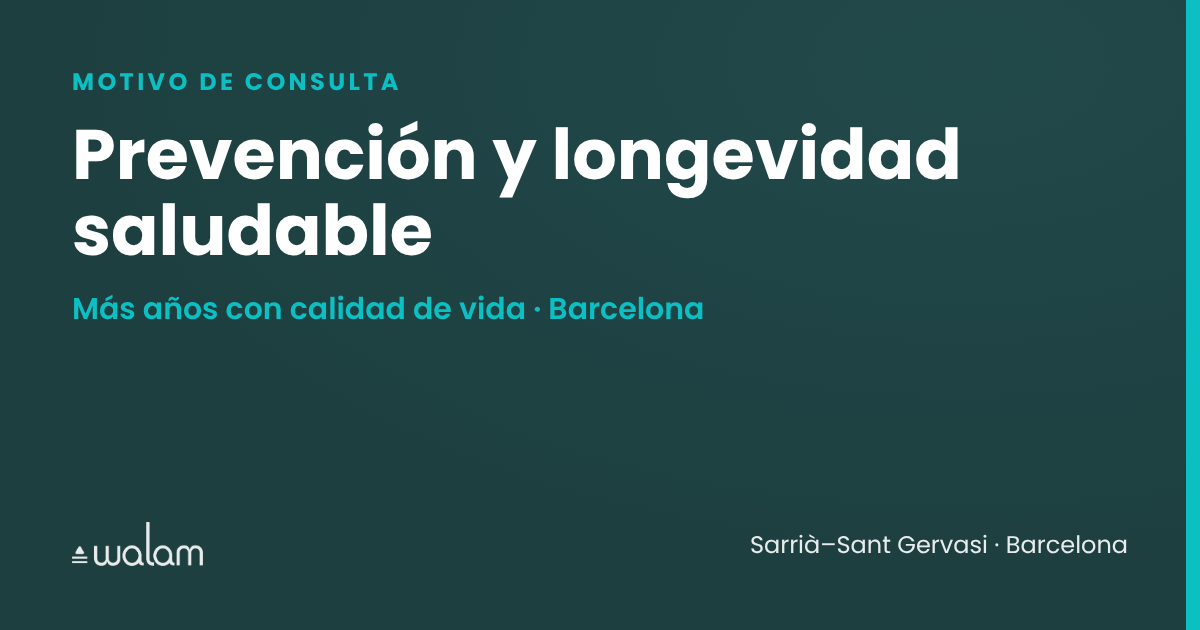 MOTIVO DE CONSULTA
Prevención y longevidad
saludable
Más años con calidad de vida · Barcelona
walam
Sarrià–Sant Gervasi · Barcelona